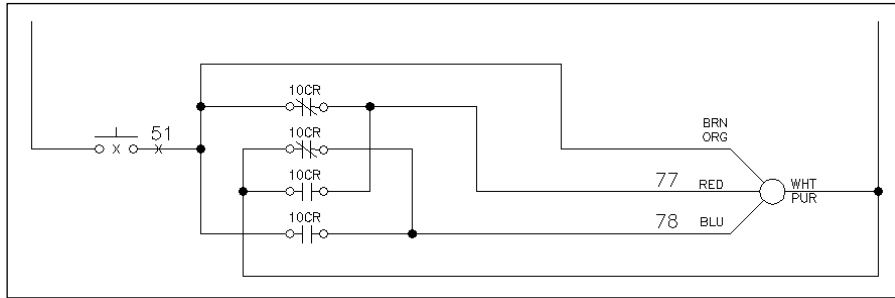 10CR
51
10CR
BRN
ORG
10CR
77 RED
WHT
PUR
10CR
78 BLU